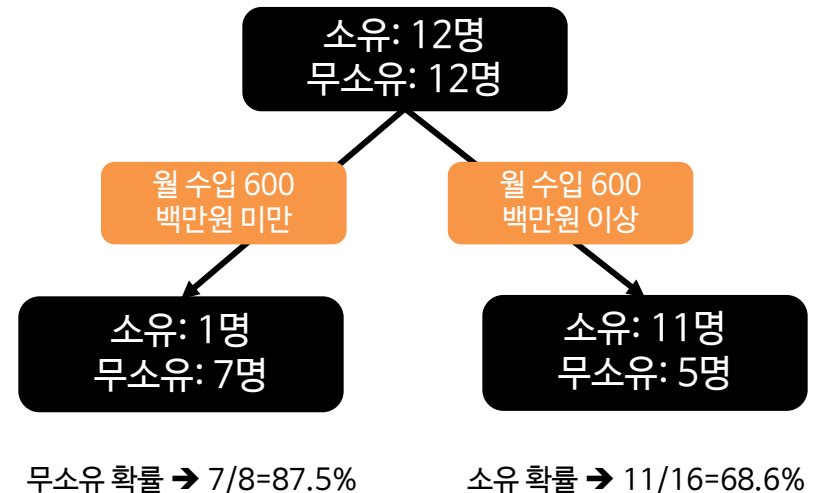 소유: 12명
무소유: 12명
월 수입 600
백만원 미만
월 수입 600
백만원 이상
소유: 1명
무소유: 7명
소유: 11명
무소유: 5명
무소유 확률 ➔ 7/8=87.5%
소유 확률 ➔ 11/16=68.6%